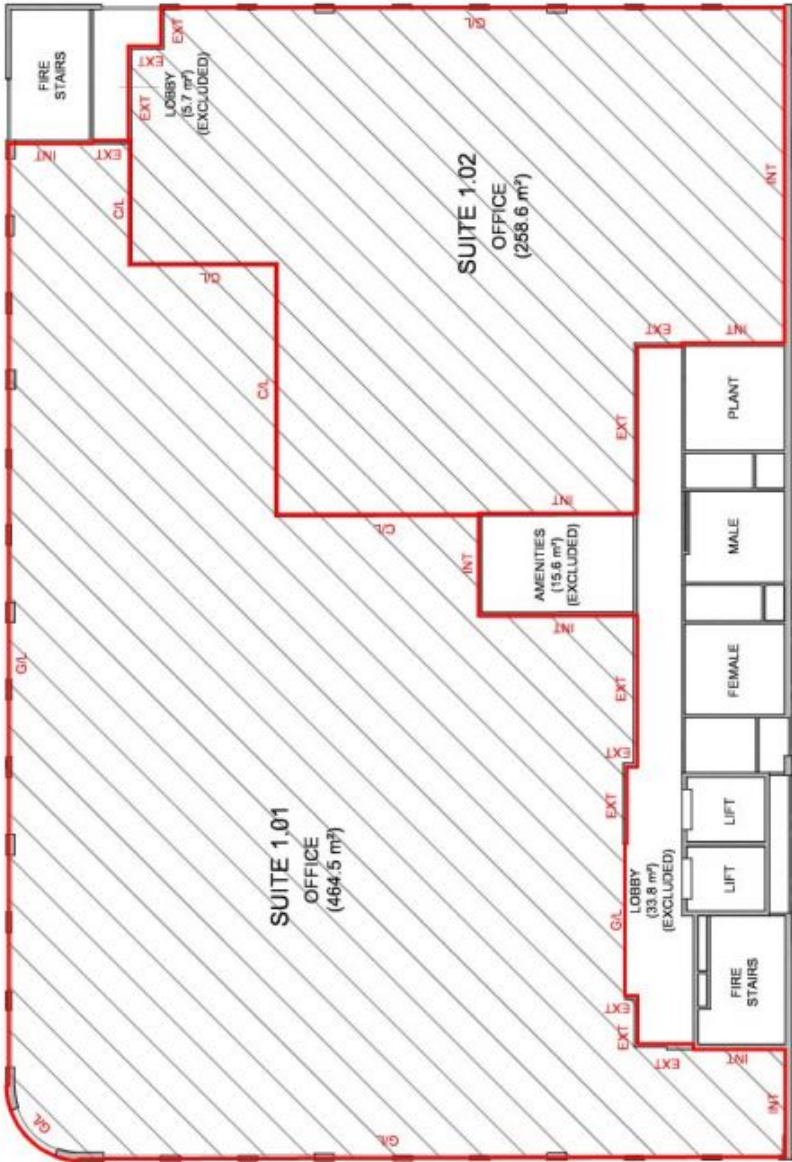 G/L
G/L
FIRE
STAIRS
INT
EXT
C/L
EXT
EXT
LOBBY
(5.7 m²)
(EXCLUDED)
EXT
G/L
C/L
SUITE 1.01
OFFICE
(464.5 m²)
C/L
G/L
INT
SUITE 1.02
OFFICE
(258.6 m²)
G/L
AMENITIES
(15.6 m²)
(EXCLUDED)
INT
INT
EXT
EXT
G/L
EXT
EXT
EXT
EXT
LOBBY
(33.8 m²)
(EXCLUDED)
EXT
EXT
FIRE
STAIRS
LIFT
LIFT
FEMALE
MALE
PLANT
INT
INT
INT
INT